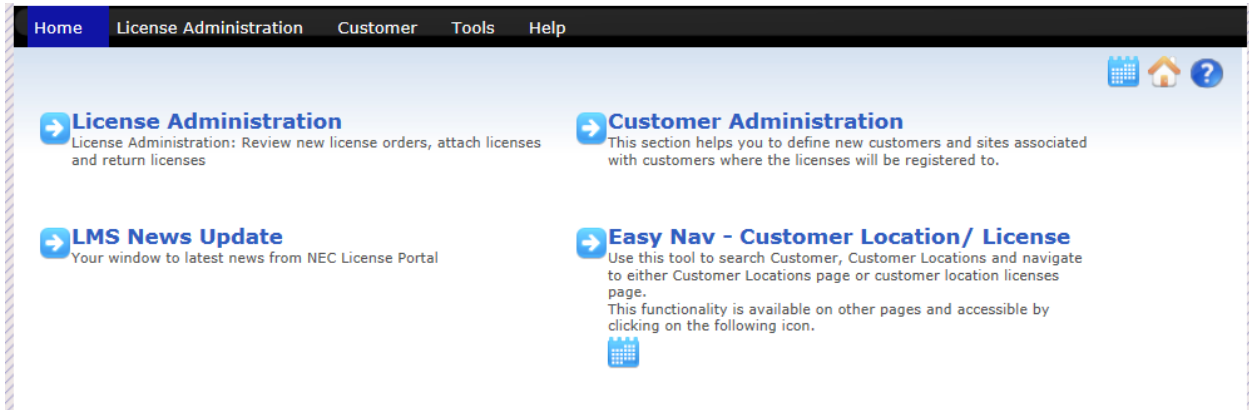 Home License Administration Customer Tools Help
License Administration
License Administration: Review new license orders, attach licenses
and return licenses
Customer Administration
This section helps you to define new customers and sites associated
with customers where the licenses will be registered to.
LMS News Update
Your window to latest news from NEC License Portal
Easy Nav - Customer Location/ License
Use this tool to search Customer, Customer Locations and navigate
to either Customer Locations page or customer location licenses
page.
This functionality is available on other pages and accessible by
clicking on the following icon.